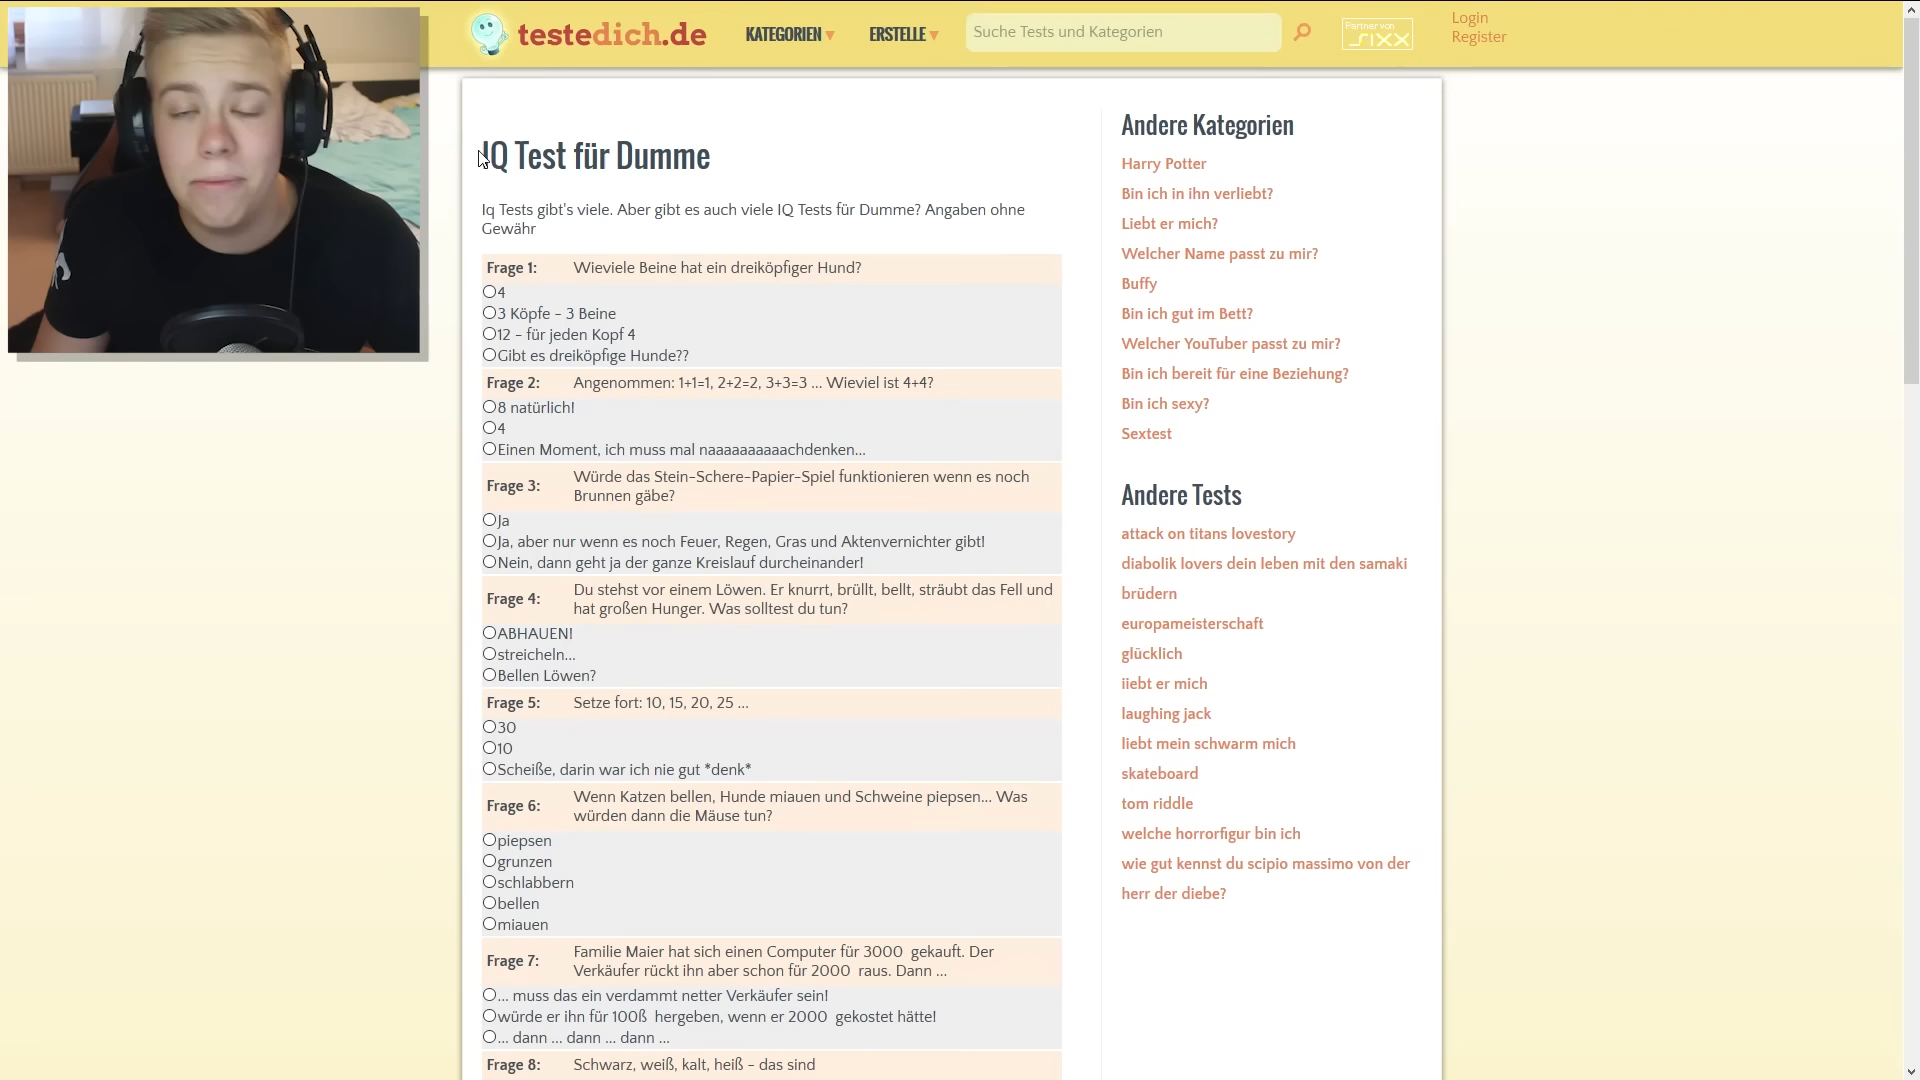 testedich.de
KATEGORIEN
ERSTELLE
Suche Tests und Kategorien
Partner von
sixx
Login
Register
IQ Test für Dumme
Iq Tests gibt's viele. Aber gibt es auch viele IQ Tests für Dumme? Angaben ohne
Gewähr
Frage 1: Wieviele Beine hat ein dreiköpfiger Hund?
4
3 Köpfe - 3 Beine
12 - für jeden Kopf 4
Gibt es dreiköpfige Hunde??
Frage 2: Angenommen: 1+1=1, 2+2=2, 3+3=3 ... Wieviel ist 4+4?
8 natürlich!
4
Einen Moment, ich muss mal naaaaaaaaaachdenken...
Frage 3: Würde das Stein-Schere-Papier-Spiel funktionieren wenn es noch
Brunnen gäbe?
Ja
Ja, aber nur wenn es noch Feuer, Regen, Gras und Aktenvernichter gibt!
Nein, dann geht ja der ganze Kreislauf durcheinander!
Frage 4: Du stehst vor einem Löwen. Er knurrt, brüllt, bellt, sträubt das Fell und
hat großen Hunger. Was solltest du tun?
ABHAUEN!
streicheln...
Bellen Löwen?
Frage 5: Setze fort: 10, 15, 20, 25 ...
30
10
Scheiße, darin war ich nie gut *denk*
Frage 6: Wenn Katzen bellen, Hunde miauen und Schweine piepsen... Was
würden dann die Mäuse tun?
piepsen
grunzen
schlabbern
bellen
miauen
Frage 7: Familie Maier hat sich einen Computer für 3000 gekauft. Der
Verkäufer rückt ihn aber schon für 2000 raus. Dann ...
... muss das ein verdammt netter Verkäufer sein!
würde er ihn für 100ß hergeben, wenn er 2000 gekostet hätte!
... dann ... dann ... dann ...
Frage 8: Schwarz, weiß, kalt, heiß - das sind
Andere Kategorien
Harry Potter
Bin ich in ihn verliebt?
Liebt er mich?
Welcher Name passt zu mir?
Buffy
Bin ich gut im Bett?
Welcher YouTuber passt zu mir?
Bin ich bereit für eine Beziehung?
Bin ich sexy?
Sextest
Andere Tests
attack on titans lovestory
diabolik lovers dein leben mit den samaki
brüdern
europameisterschaft
glücklich
iiebt er mich
laughing jack
liebt mein schwarm mich
skateboard
tom riddle
welche horrorfigur bin ich
wie gut kennst du scipio massimo von der
herr der diebe?